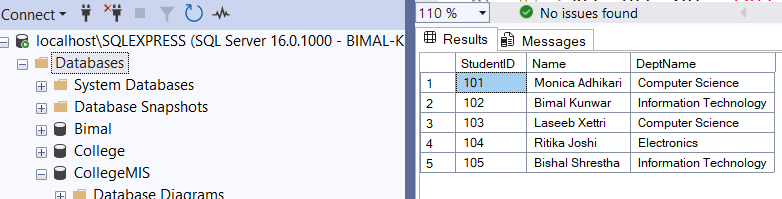 Connect
localhost\SQLEXPRESS (SQL Server 16.0.1000 - BIMAL-K
Databases
System Databases
Database Snapshots
Bimal
College
CollegeMIS
Database Diagrams
110 %
No issues found
Results
Messages
StudentID Name DeptName
1 101 Monica Adhikari Computer Science
2 102 Bimal Kunwar Information Technology
3 103 Laseeb Xettri Computer Science
4 104 Ritika Joshi Electronics
5 105 Bishal Shrestha Information Technology